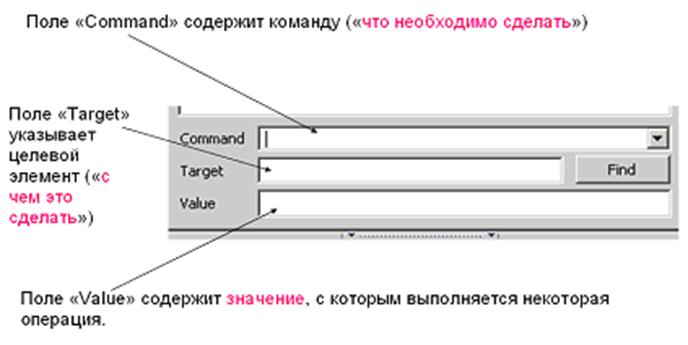 Поле «Command» содержит команду («что необходимо сделать»)
Поле «Target»
указывает
целевой
элемент («с
чем это
сделать»)
Command
Target
Find
Value
Поле «Value» содержит значение, с которым выполняется некоторая
операция.